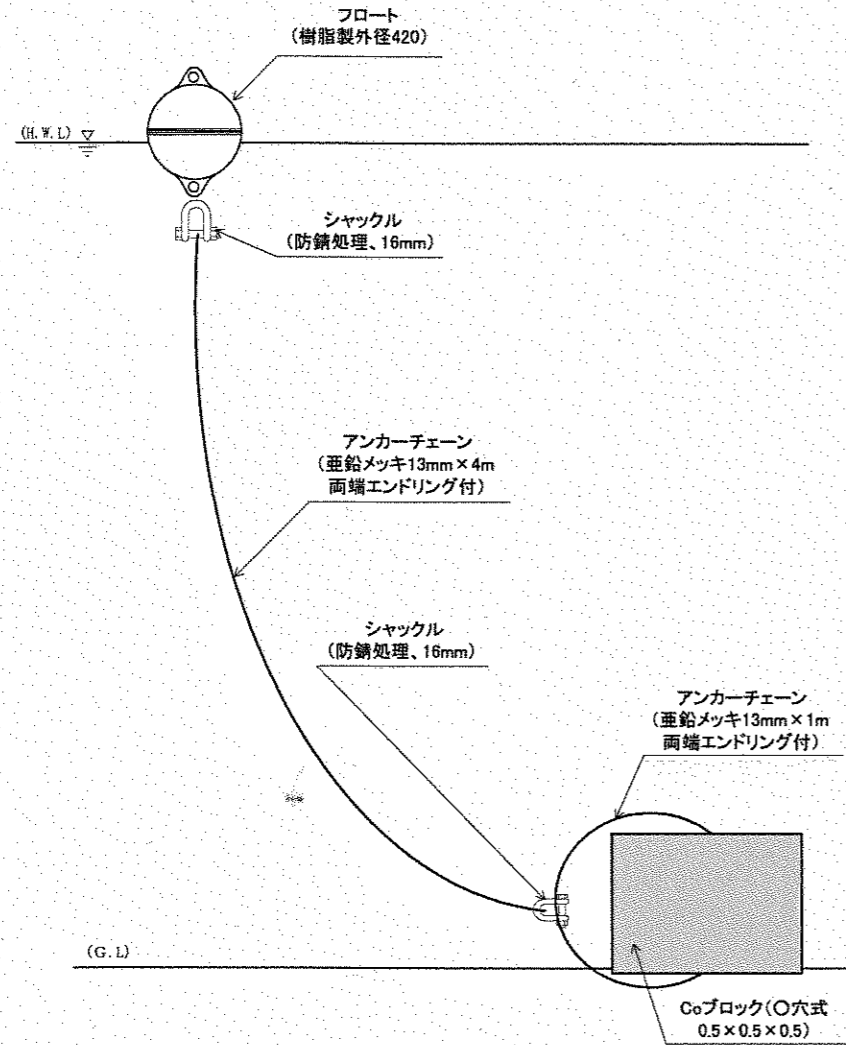 フロート
(樹脂製外径420)
(H.W.L)
シャックル
(防錆処理、16mm)
アンカーチェーン
(亜鉛メッキ13mm×4m
両端エンドリング付)
シャックル
(防錆処理、16mm)
アンカーチェーン
(亜鉛メッキ13mm×1m
両端エンドリング付)
(G.L)
Coブロック(〇穴式
0.5×0.5×0.5)